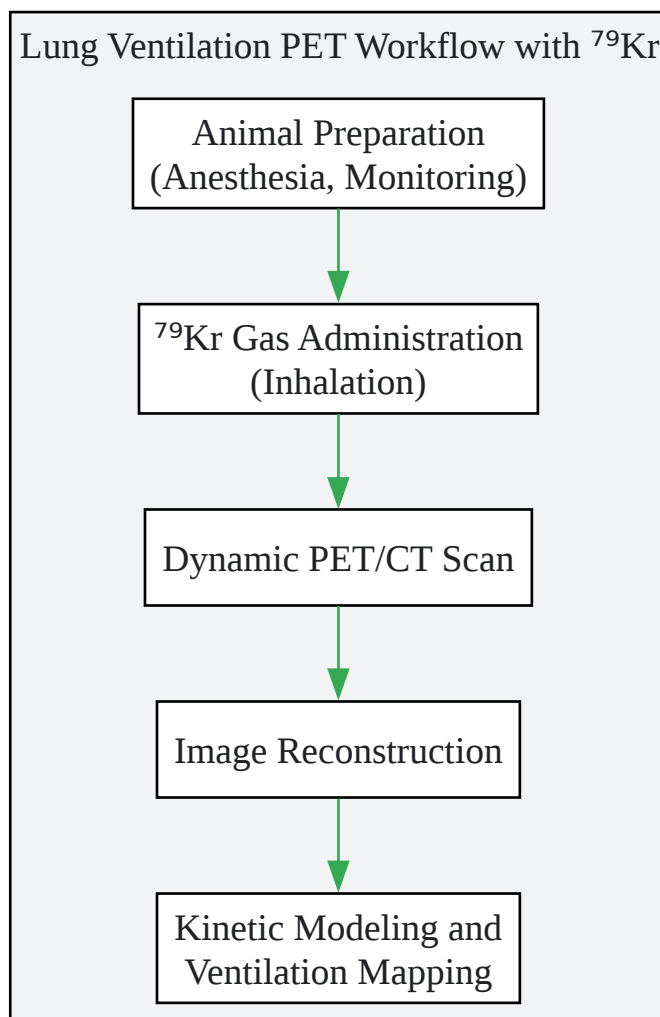 Lung Ventilation PET Workflow with ⁷⁹Kr
Animal Preparation
(Anesthesia, Monitoring)
⁷⁹Kr Gas Administration
(Inhalation)
Dynamic PET/CT Scan
Image Reconstruction
Kinetic Modeling and
Ventilation Mapping